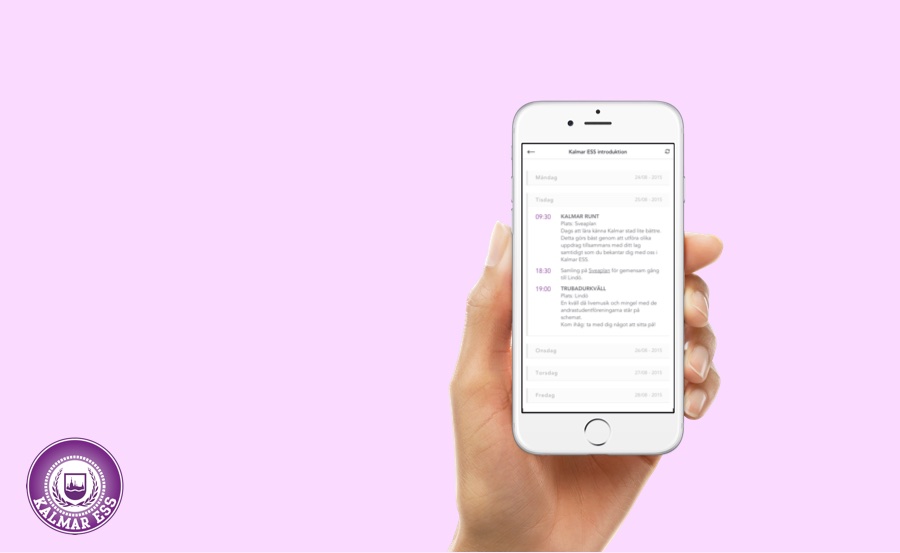 Kalmar ESS introduktion
Måndag
24/08 - 2015
Tisdag
25/08 - 2015
09:30 KALMAR RUNT
Plats: Sveaplan
Dags att lära känna Kalmar stad lite bättre.
Detta görs bäst genom att utföra olika
uppdrag tillsammans med ditt lag
samtidigt som du bekantar dig med oss i
Kalmar ESS.
18:30 Samling på Sveaplan för gemensam gång
till Lindö.
19:00 TRUBADURKVÄLL
Plats: Lindö
En kväll då livemusik och mingel med de
andra studentföreningarna står på
schemat.
Kom ihåg: ta med dig något att sitta på!
Onsdag
26/08 - 2015
Torsdag
27/08 - 2015
Fredag
28/08 - 2015
KALMAR ESS